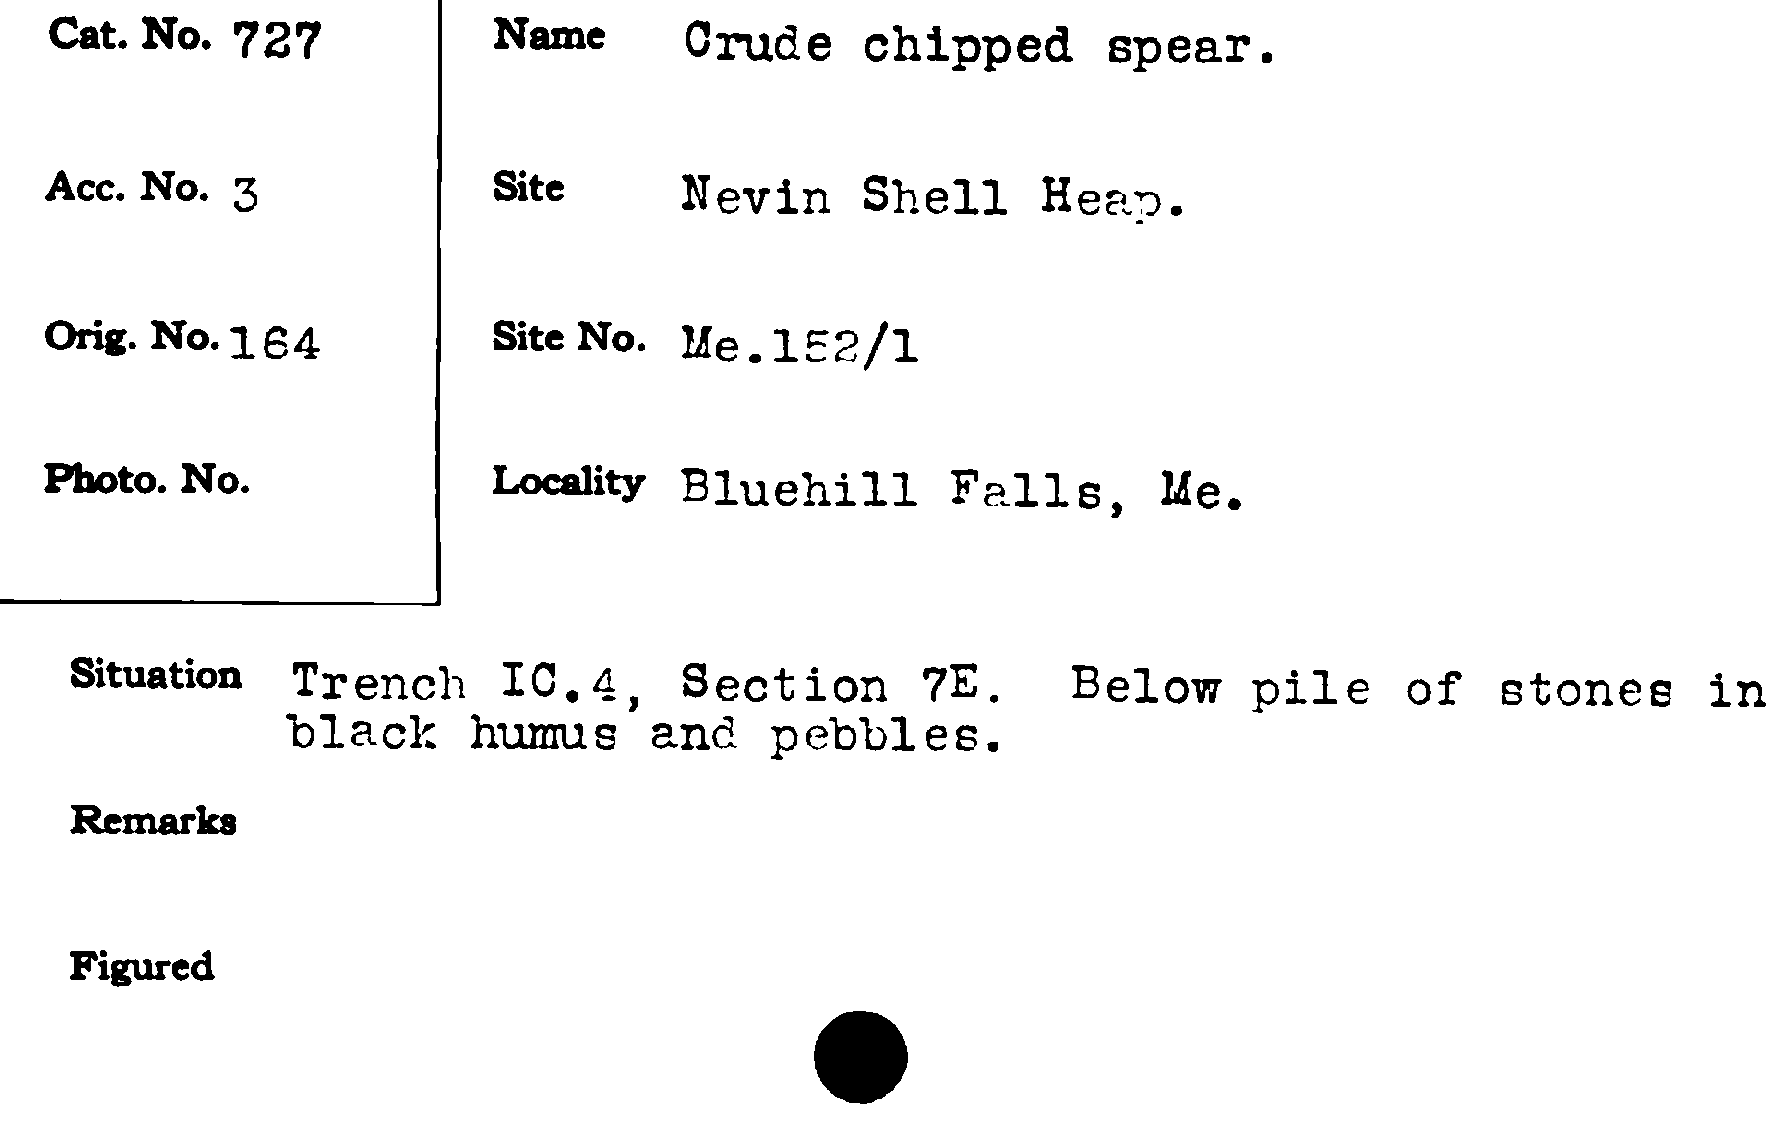 Cat. No. 727
Name Crude chipped spear.
Acc. No. 3
Site Nevin Shell Heap.
Orig. No. 164
Site No. Me.152/1
Photo. No.
Locality Bluehill Falls, Me.
Situation Trench IC.4, Section 7E. Below pile of stones in
black humus and pebbles.
Remarks
Figured